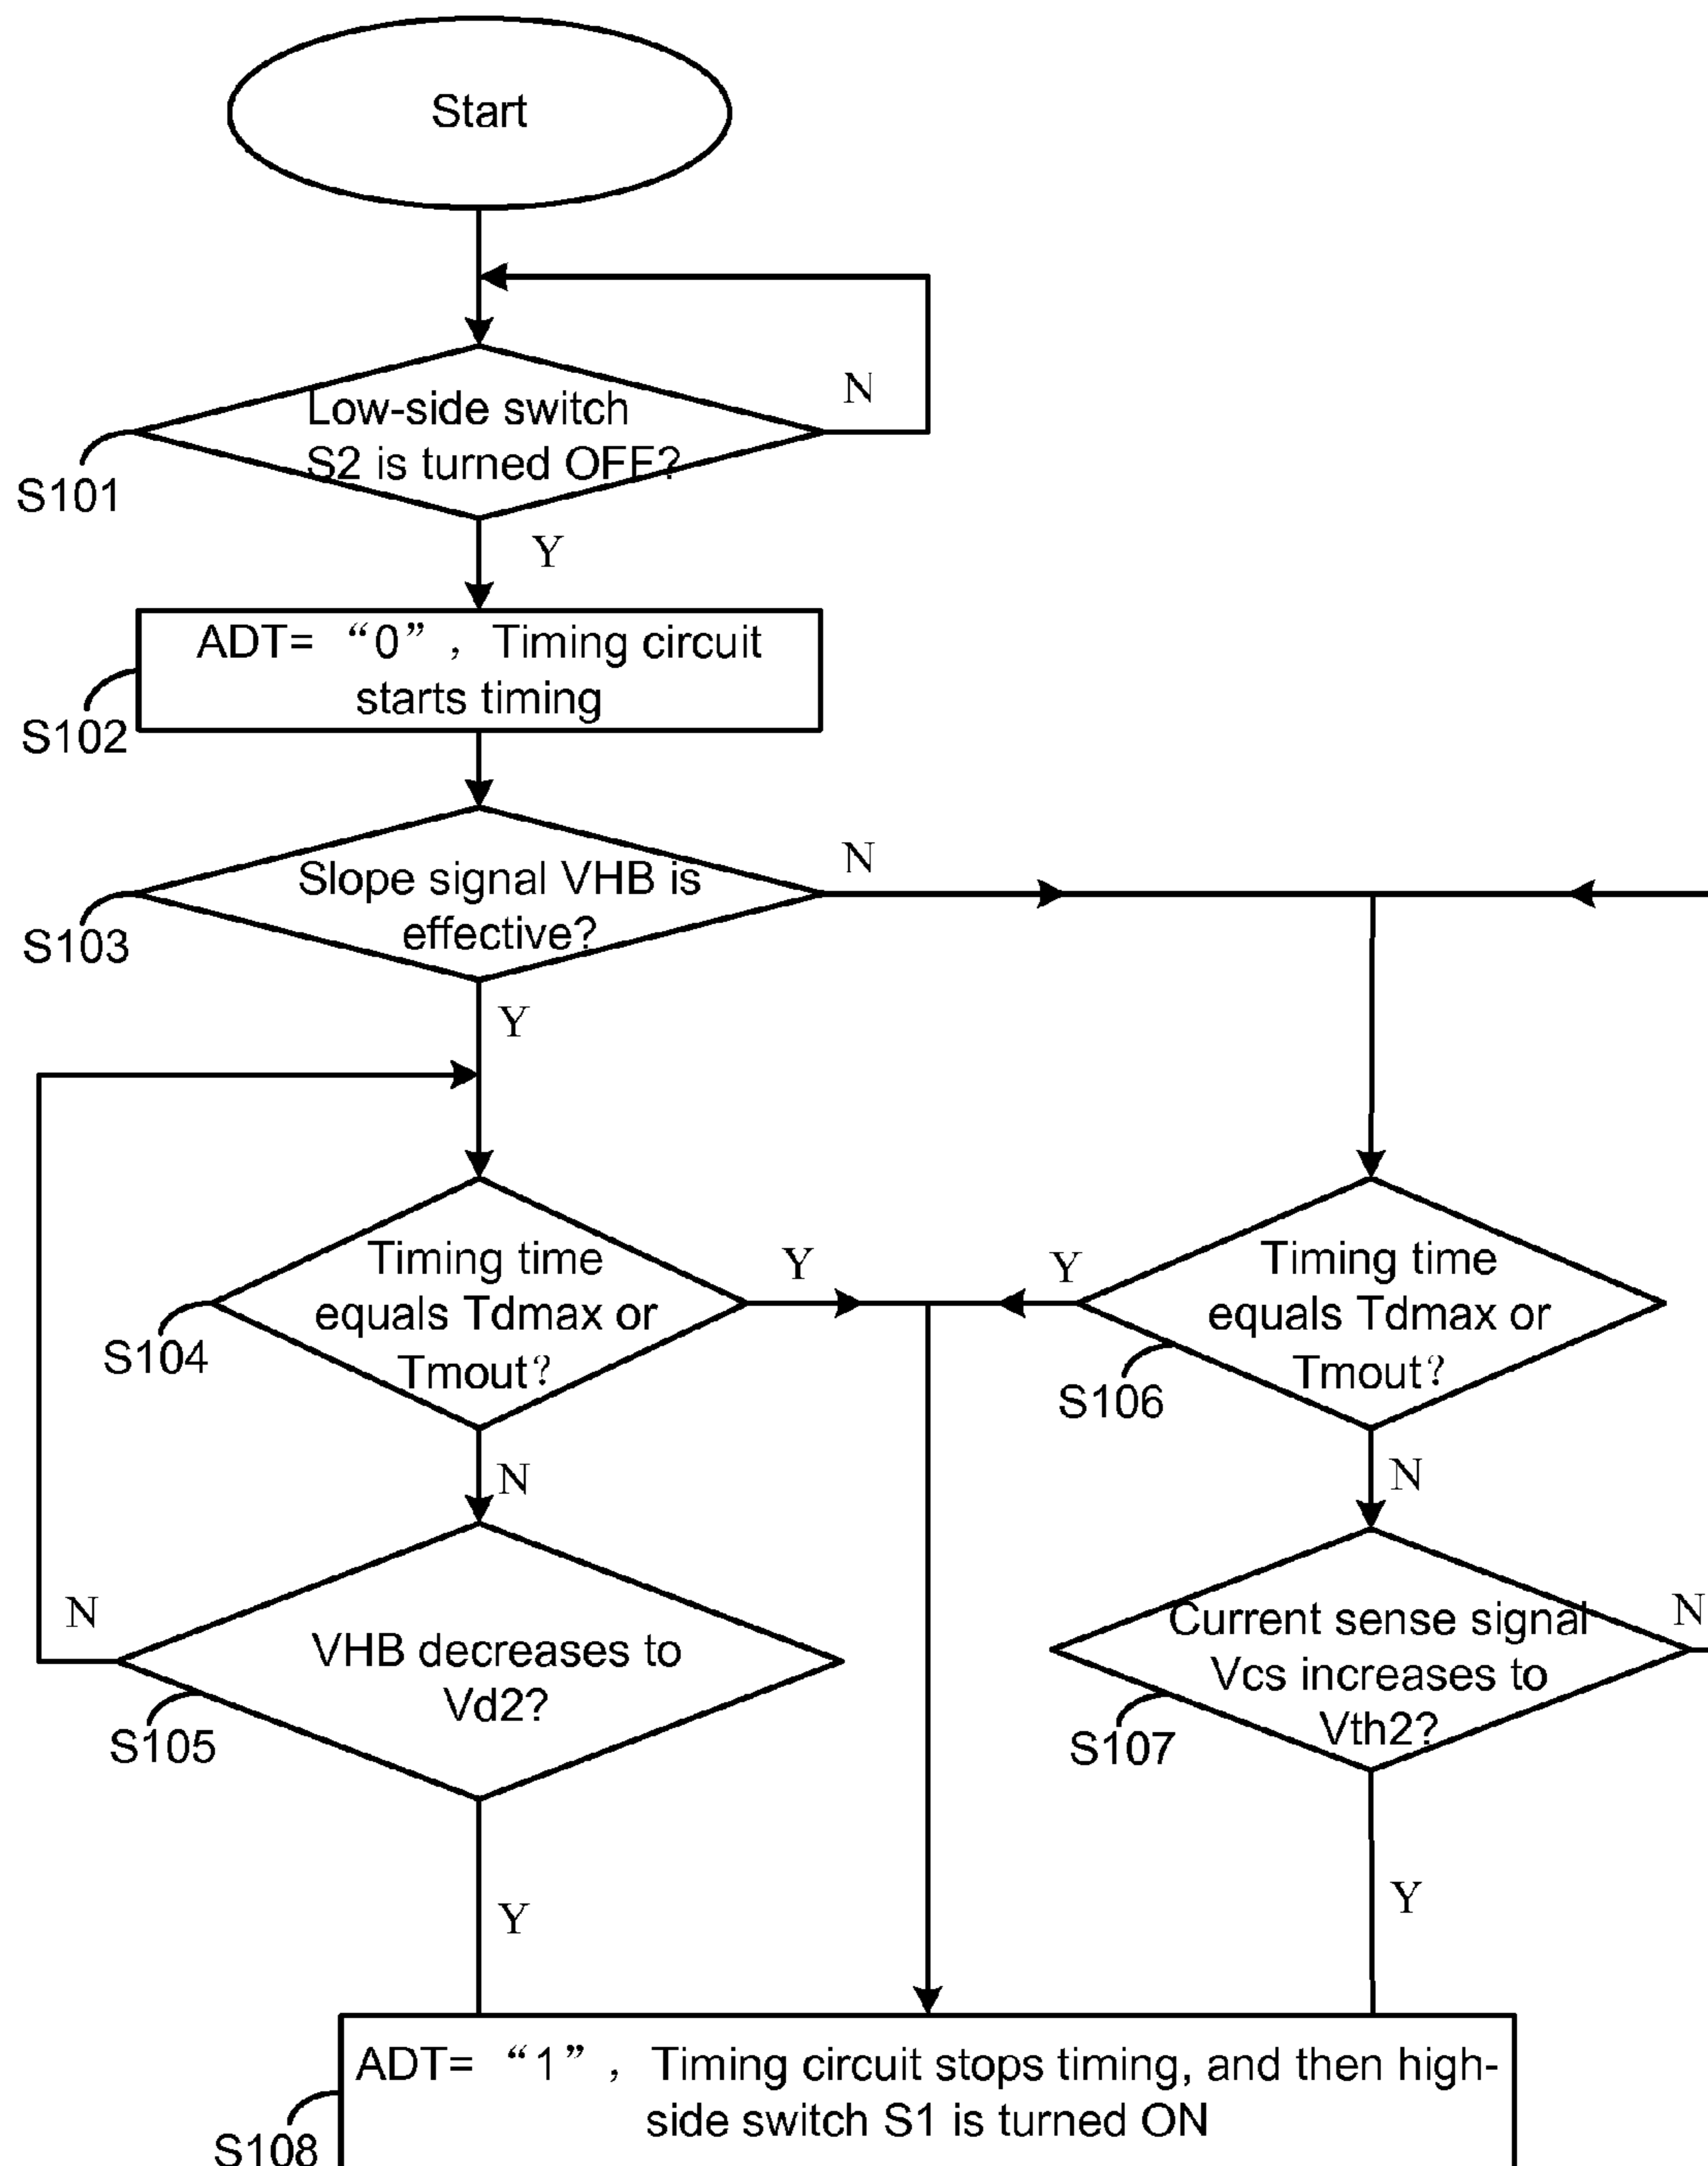 Start
Low-side switch
S2 is turned OFF?
N
S101
Y
ADT= “0”, Timing circuit
starts timing
S102
Slope signal VHB is
effective?
N
S103
Y
Timing time
equals Tdmax or
Tmout?
Y
S104
N
Y
Timing time
equals Tdmax or
Tmout?
S106
N
VHB decreases to
Vd2?
N
S105
Y
Current sense signal
Vcs increases to
Vth2?
N
S107
Y
ADT= “1”, Timing circuit stops timing, and then high-
side switch S1 is turned ON
S108